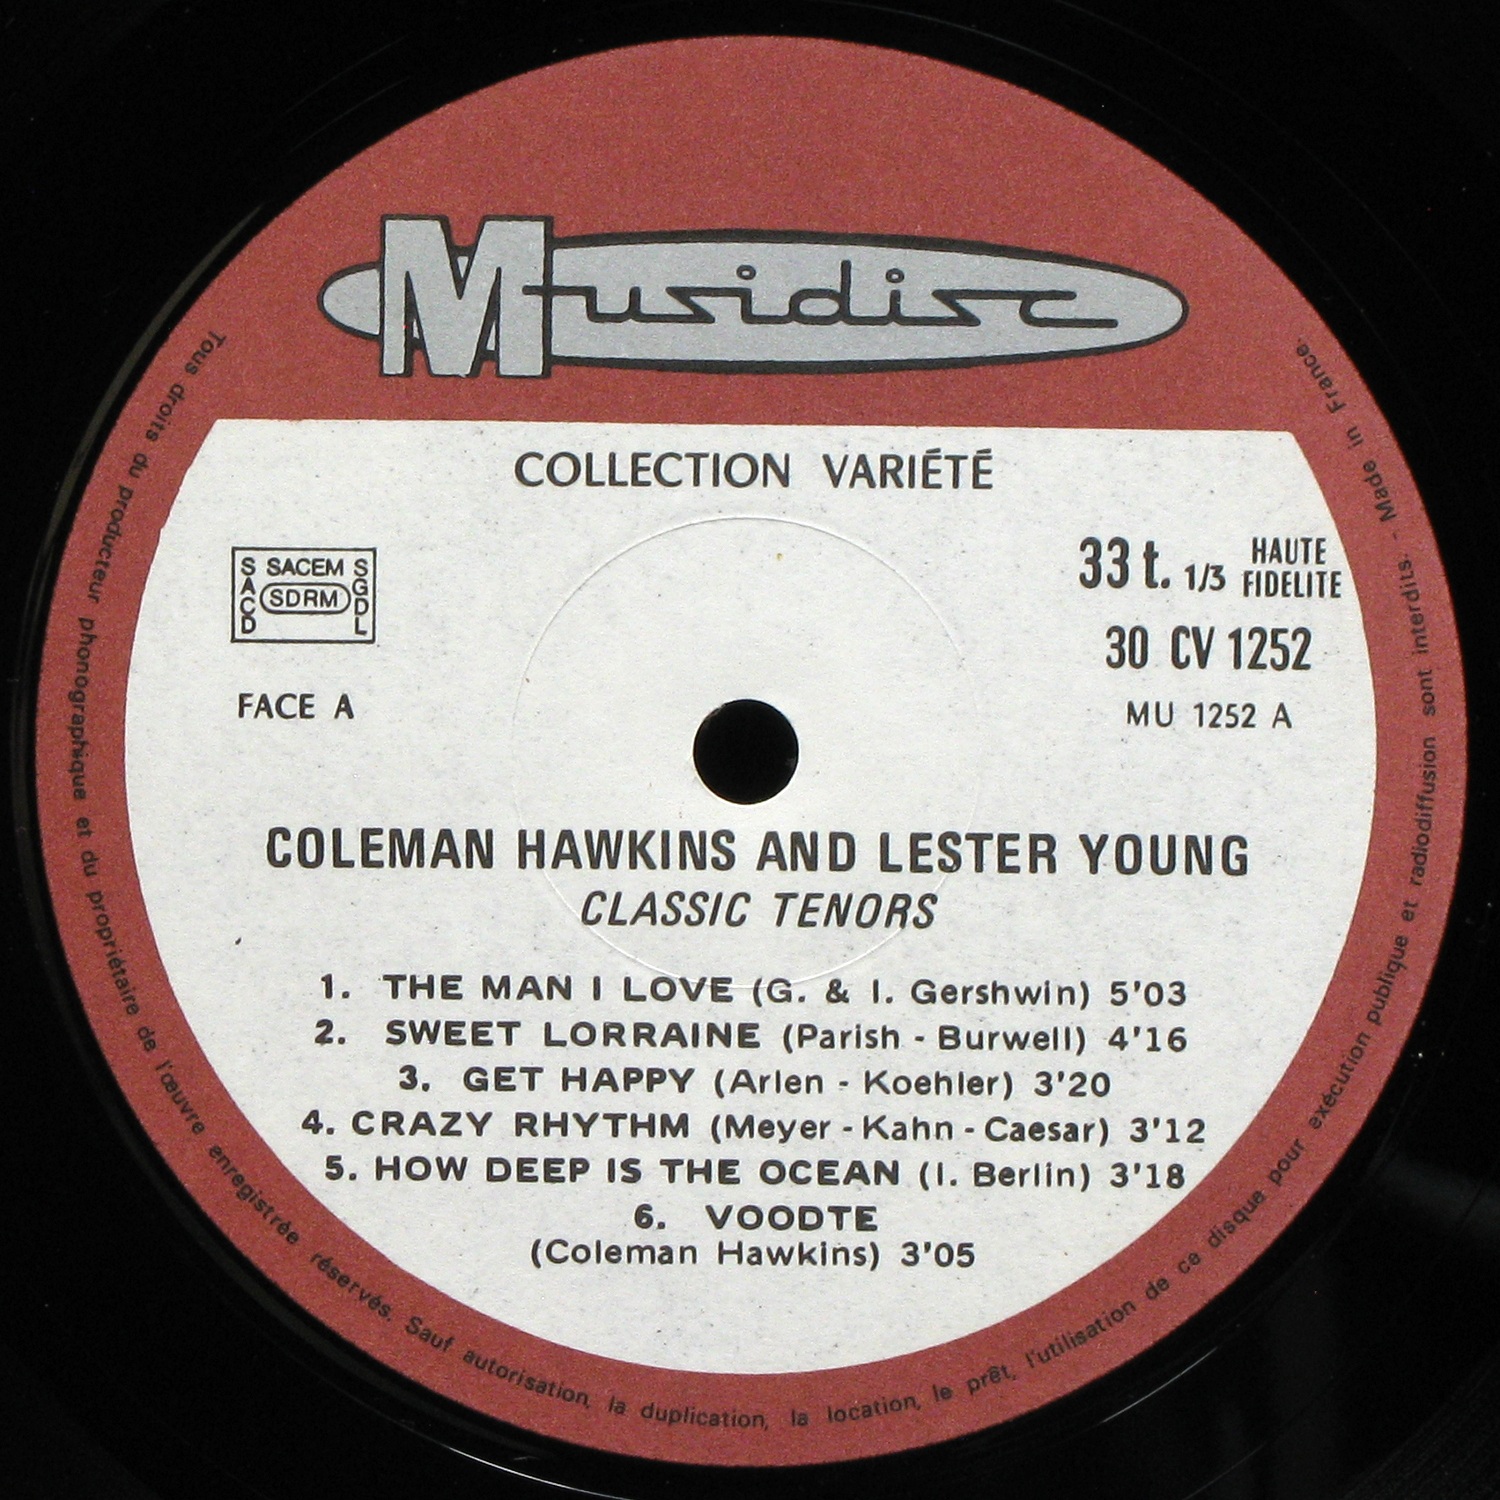 Musidisc
COLLECTION VARIÉTÉ
SACEM
SACD
SDRM
SGDL
33 t. 1/3 HAUTE
FIDELITE
30 CV 1252
FACE A
MU 1252 A
COLEMAN HAWKINS AND LESTER YOUNG
CLASSIC TENORS
1. THE MAN I LOVE (G. & I. Gershwin) 5'03
2. SWEET LORRAINE (Parish - Burwell) 4'16
3. GET HAPPY (Arlen - Koehler) 3'20
4. CRAZY RHYTHM (Meyer - Kahn - Caesar) 3'12
5. HOW DEEP IS THE OCEAN (I. Berlin) 3'18
6. VOODTE
(Coleman Hawkins) 3'05
Tous droits du producteur phonographique et du propriétaire de l'œuvre enregistrée réservés. Sauf autorisation, la duplication, la location, le prêt, l'utilisation de ce disque pour exécution publique et radiodiffusion sont interdits. - Made in France.